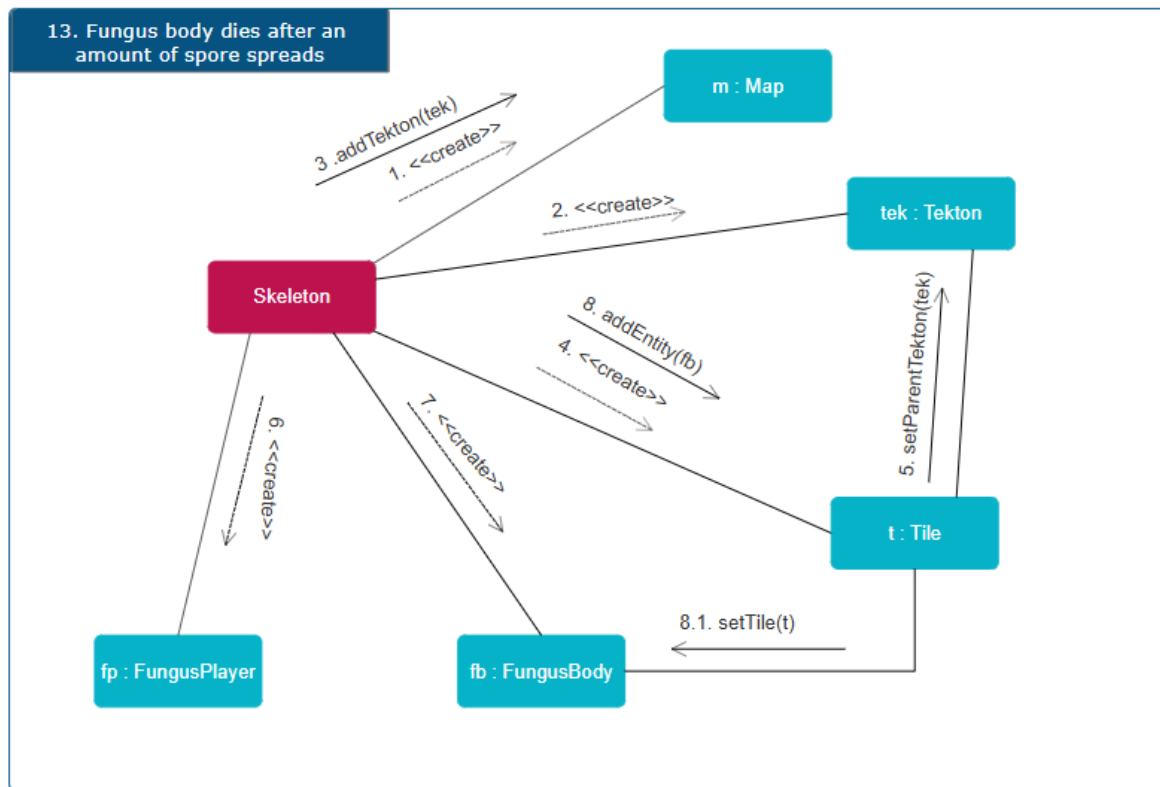 13. Fungus body dies after an
amount of spore spreads
m : Map
3 .addTekton(tek)
1. <<create>>
2. <<create>>
tek : Tekton
Skeleton
8. addEntity(fb)
4. <<create>>
5. setParentTekton(tek)
6. <<create>>
7. <<create>>
t : Tile
8.1. setTile(t)
fp : FungusPlayer
fb : FungusBody